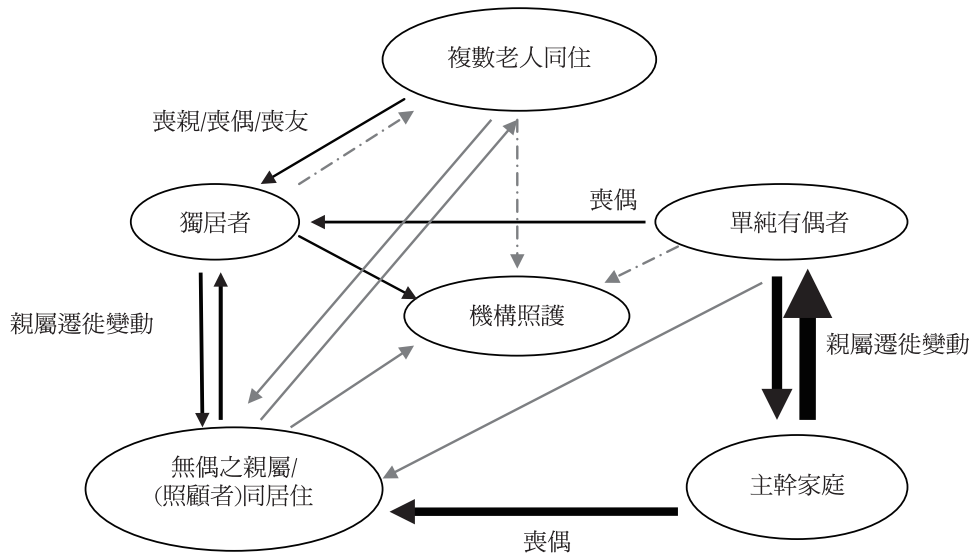 複數老人同住
喪親/喪偶/喪友
喪偶
獨居者
單純有偶者
機構照護
親屬遷徙變動
親屬遷徙變動
無偶之親屬/
(照顧者)同居住
主幹家庭
喪偶